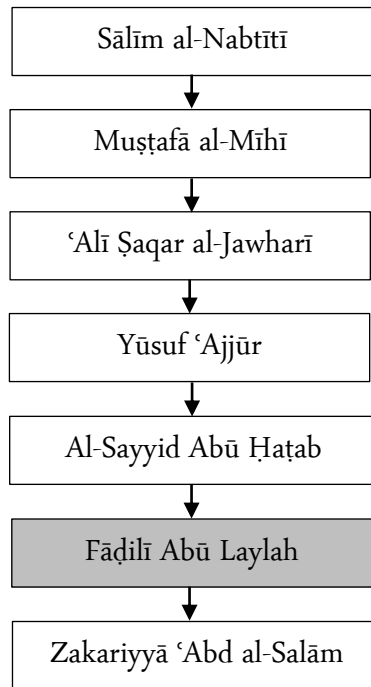 Sālīm al-Nabtītī
Muṣṭafā al-Mīhī
ʿAlī Ṣaqar al-Jawharī
Yūsuf ʿAjjūr
Al-Sayyid Abū Ḥaṭab
Fāḍilī Abū Laylah
Zakariyyā ʿAbd al-Salām